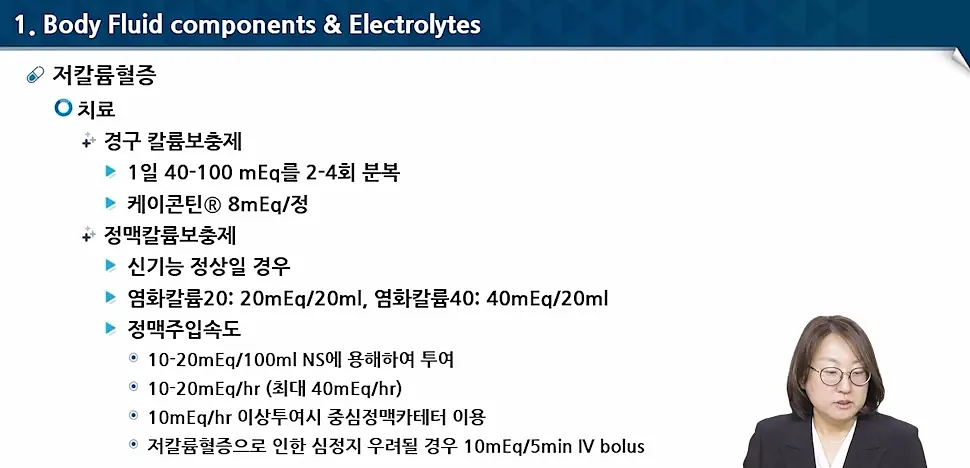 1. Body Fluid components & Electrolytes
저칼륨혈증
치료
경구 칼륨보충제
1일 40-100 mEq를 2-4회 분복
케이콘틴® 8mEq/정
정맥칼륨보충제
신기능 정상일 경우
염화칼륨20: 20mEq/20ml, 염화칼륨40: 40mEq/20ml
정맥주입속도
10-20mEq/100ml NS에 용해하여 투여
10-20mEq/hr (최대 40mEq/hr)
10mEq/hr 이상투여시 중심정맥카테터 이용
저칼륨혈증으로 인한 심정지 우려될 경우 10mEq/5min IV bolus